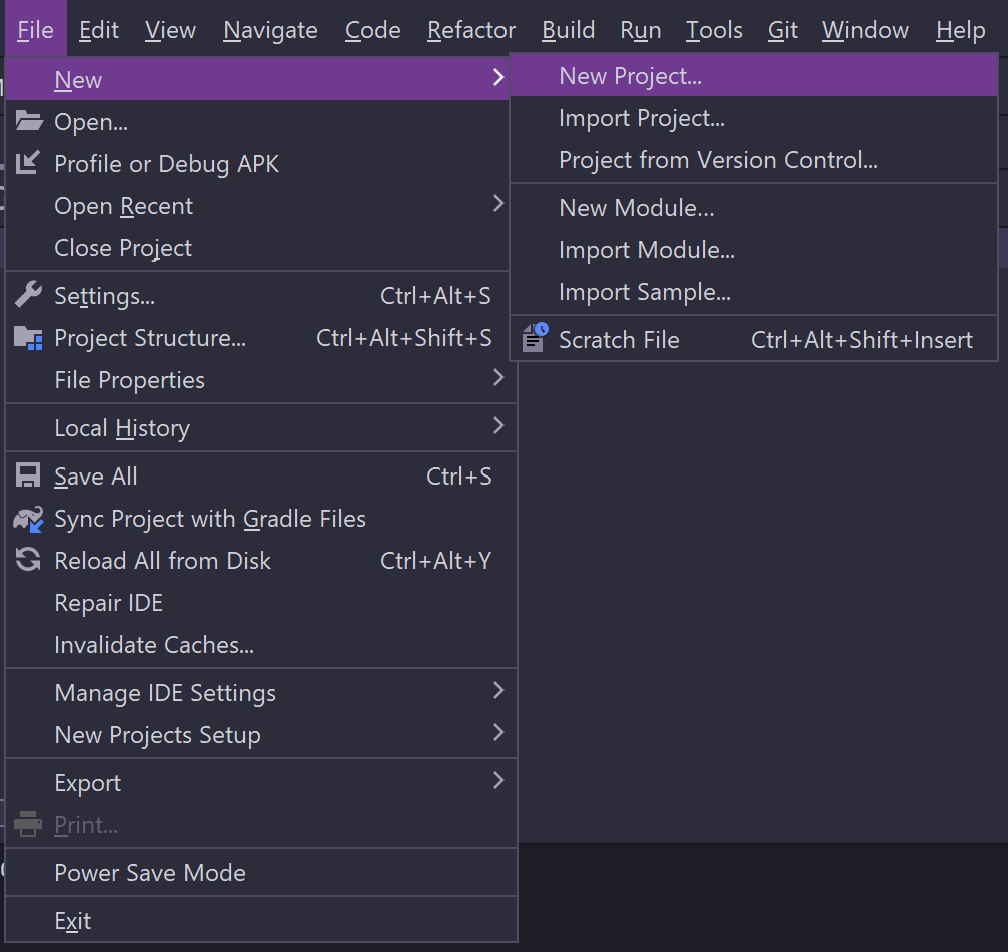 File Edit View Navigate Code Refactor Build Run Tools Git Window Help
New
Open...
Profile or Debug APK
Open Recent
Close Project
Settings... Ctrl+Alt+S
Project Structure... Ctrl+Alt+Shift+S
File Properties
Local History
Save All Ctrl+S
Sync Project with Gradle Files
Reload All from Disk Ctrl+Alt+Y
Repair IDE
Invalidate Caches...
Manage IDE Settings
New Projects Setup
Export
Print...
Power Save Mode
Exit
New Project...
Import Project...
Project from Version Control...
New Module...
Import Module...
Import Sample...
Scratch File Ctrl+Alt+Shift+Insert